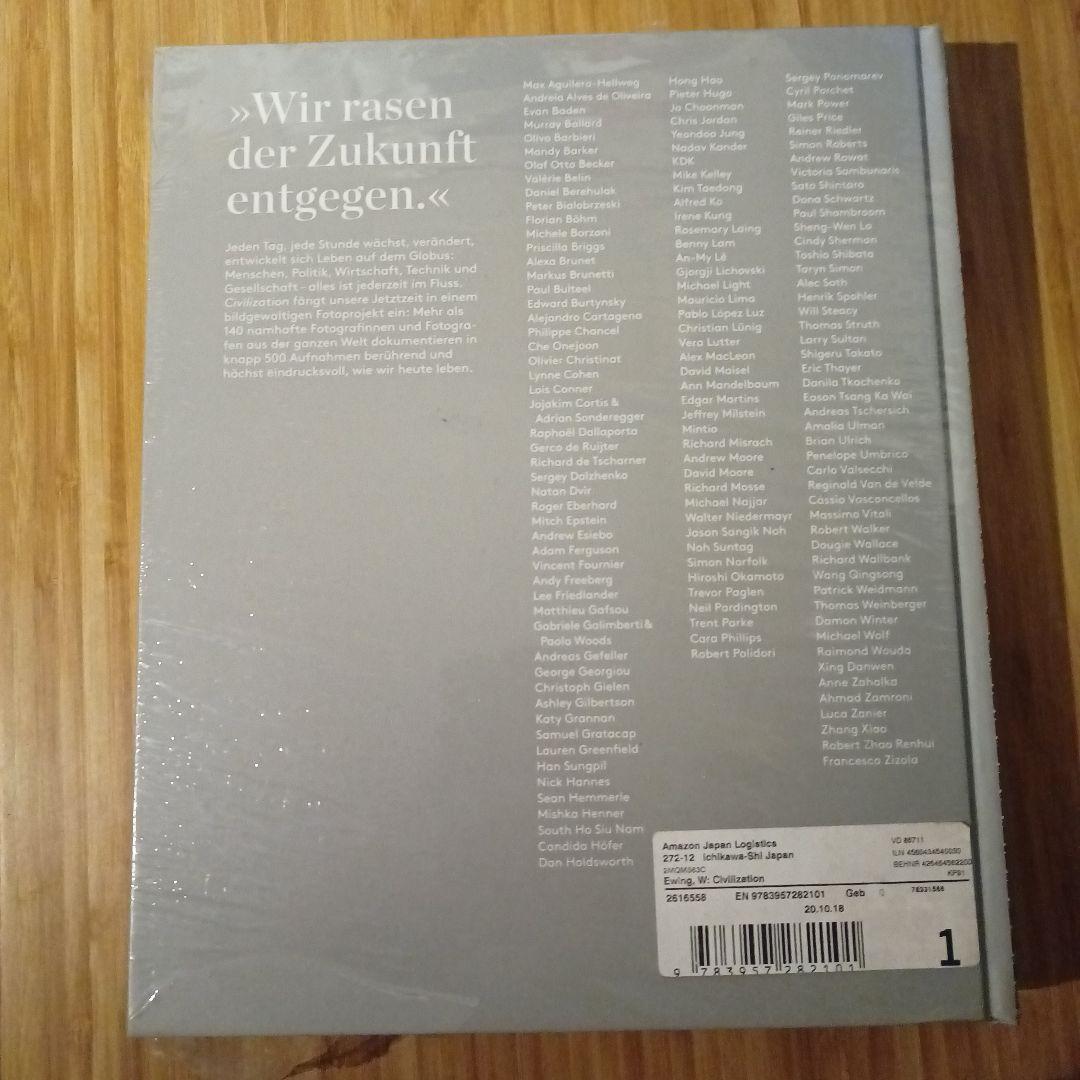 »Wir rasen
der Zukunft
entgegen.«
Jeden Tag, jede Stunde wächst, verändert,
entwickelt sich Leben auf dem Globus:
Menschen, Politik, Wirtschaft, Technik und
Gesellschaft – alles ist jederzeit im Fluss.
Civilization fängt unsere Jetztzeit in einem
bildgewaltigen Fotoprojekt ein: Mehr als
140 namhafte Fotografinnen und Fotogra-
fen aus der ganzen Welt dokumentieren in
knapp 500 Aufnahmen berührend und
höchst eindrucksvoll, wie wir heute leben.
Max Aguilera-Hellweg
Andreia Alves de Oliveira
Evan Baden
Murray Ballard
Olivo Barbieri
Mandy Barker
Olaf Otto Becker
Valérie Belin
Daniel Berehulak
Peter Bialobrzeski
Florian Böhm
Michele Borzoni
Priscilla Briggs
Alexa Brunet
Markus Brunetti
Paul Bulteel
Edward Burtynsky
Alejandro Cartagena
Philippe Chancel
Che Onejoon
Olivier Christinat
Lynne Cohen
Lois Conner
Jojakim Cortis &
Adrian Sonderegger
Raphaël Dallaporta
Gerco de Ruijter
Richard de Tscharner
Sergey Dolzhenko
Natan Dvir
Roger Eberhard
Mitch Epstein
Andrew Esiebo
Adam Ferguson
Vincent Fournier
Andy Freeberg
Lee Friedlander
Matthieu Gafsou
Gabriele Galimberti &
Paolo Woods
Andreas Gefeller
George Georgiou
Christoph Gielen
Ashley Gilbertson
Katy Grannan
Samuel Gratacap
Lauren Greenfield
Han Sungpil
Nick Hannes
Sean Hemmerle
Mishka Henner
South Ho Siu Nam
Candida Höfer
Dan Holdsworth
Hong Hao
Pieter Hugo
Jo Choonman
Chris Jordan
Yeondoo Jung
Nadav Kander
KDK
Mike Kelley
Kim Taedong
Alfred Ko
Irene Kung
Rosemary Laing
Benny Lam
An-My Lê
Gjorgji Lichovski
Michael Light
Mauricio Lima
Pablo López Luz
Christian Lünig
Vera Lutter
Alex MacLean
David Maisel
Ann Mandelbaum
Edgar Martins
Jeffrey Milstein
Mintio
Richard Misrach
Andrew Moore
David Moore
Richard Mosse
Michael Najjar
Walter Niedermayr
Jason Sangik Noh
Noh Suntag
Simon Norfolk
Hiroshi Okamoto
Trevor Paglen
Neil Pardington
Trent Parke
Cara Phillips
Robert Polidori
Sergey Ponomarev
Cyril Porchet
Mark Power
Giles Price
Reiner Riedler
Simon Roberts
Andrew Rowat
Victoria Sambunaris
Sato Shintaro
Dona Schwartz
Paul Shambroom
Sheng-Wen Lo
Cindy Sherman
Toshio Shibata
Taryn Simon
Alec Soth
Henrik Spohler
Will Steacy
Thomas Struth
Larry Sultan
Shigeru Takato
Eric Thayer
Danila Tkachenko
Eason Tsang Ka Wai
Andreas Tschersich
Amalia Ulman
Brian Ulrich
Penelope Umbrico
Carlo Valsecchi
Reginald Van de Velde
Cássio Vasconcellos
Massimo Vitali
Robert Walker
Dougie Wallace
Richard Wallbank
Wang Qingsong
Patrick Weidmann
Thomas Weinberger
Damon Winter
Michael Wolf
Raimond Wouda
Xing Danwen
Anne Zahalka
Ahmad Zamroni
Luca Zanier
Zhang Xiao
Robert Zhao Renhui
Francesco Zizola
Amazon Japan Logistics
272-12 Ichikawa-Shi Japan
Ewing, W: Civilization
2616558 EN 9783957282101 Geb 0
20.10.18
9 783957 282101
1